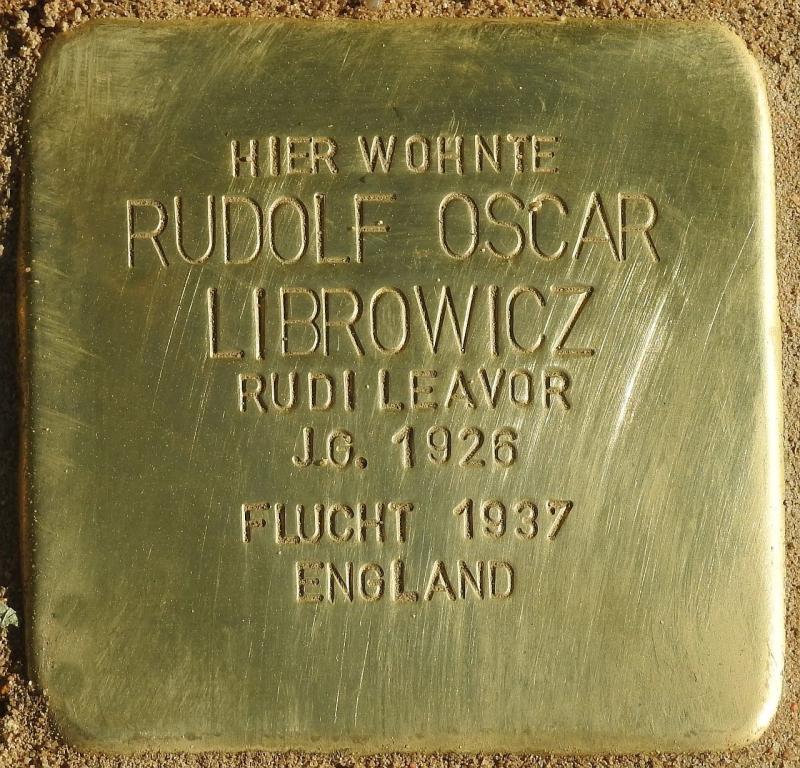 HIER WOHNTE
RUDOLF OSCAR
LIBROWICZ
RUDI LEAVOR
J.G. 1926
FLUCHT 1937
ENGLAND